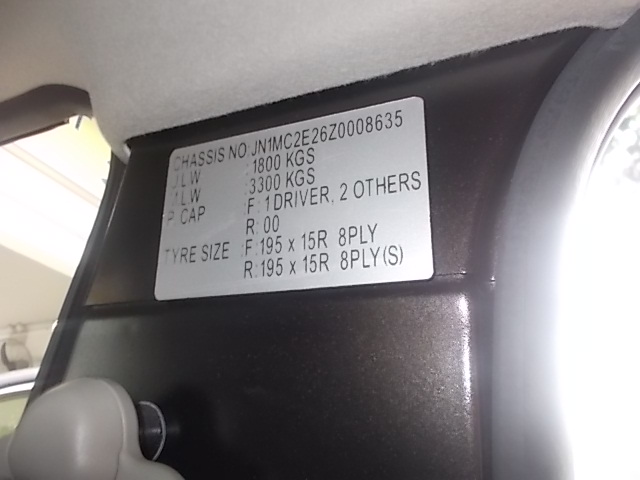 CHASSIS NO: JN1MC2E26Z0008635
U L W : 1800 KGS
L W : 3300 KGS
P. CAP F: 1 DRIVER, 2 OTHERS
R: 00
TYRE SIZE F: 195 x 15R 8PLY
R: 195 x 15R 8PLY(S)